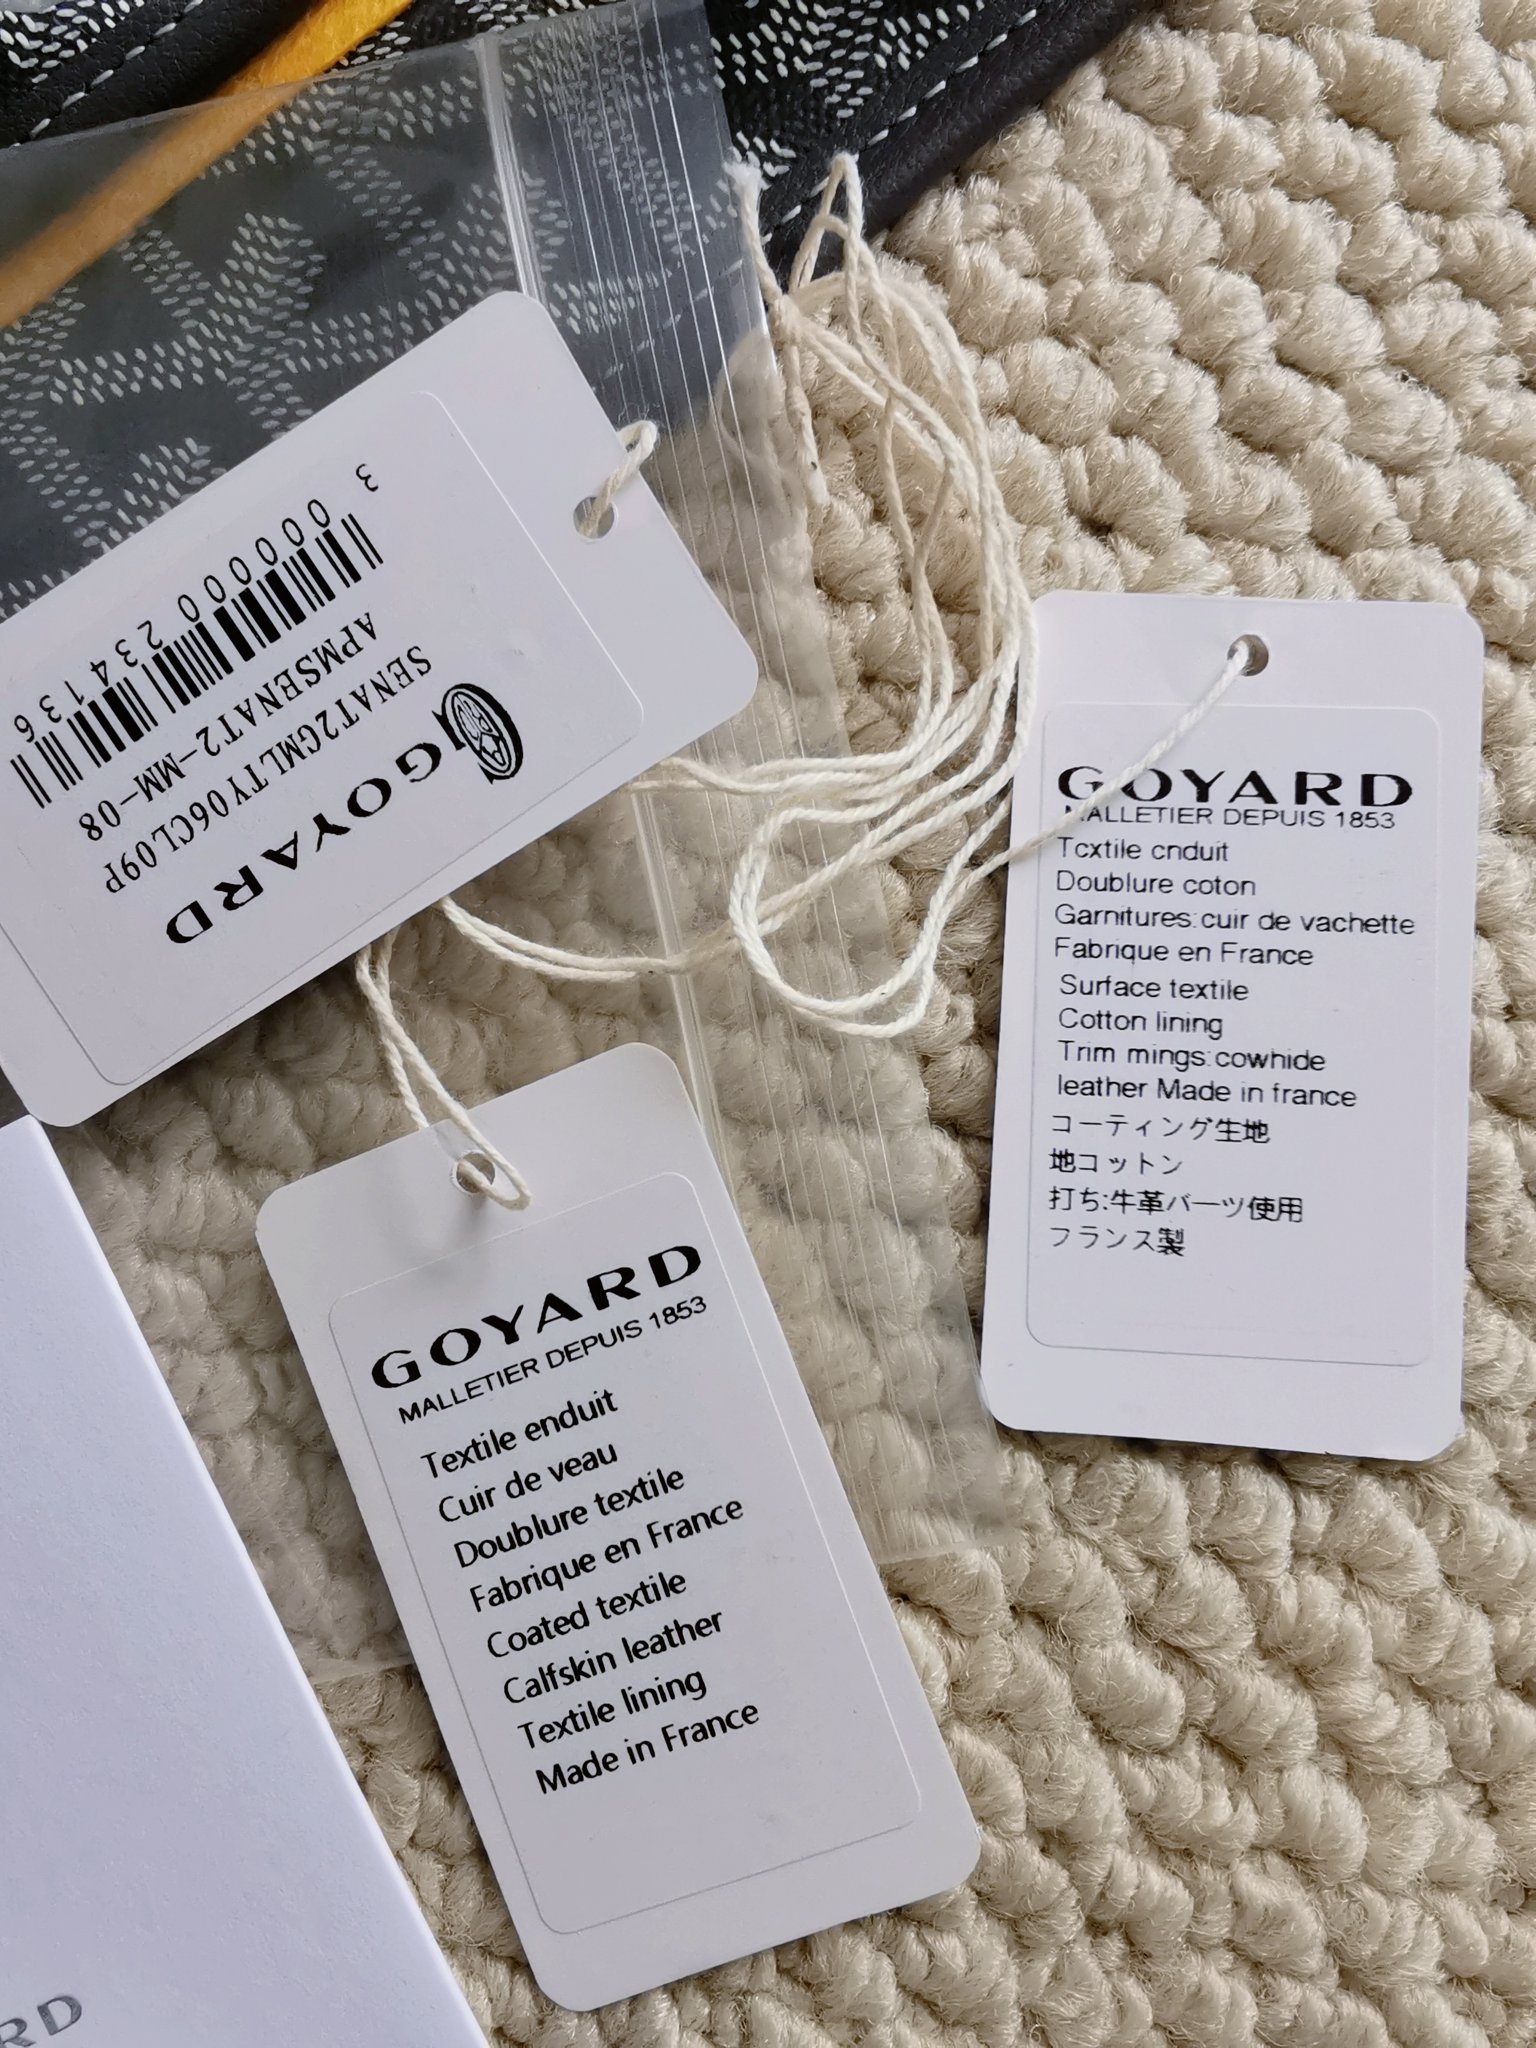 GOYARD
SENAT2GMLTY06CL09P
APMSENAT2-MM-08
3 000000 234136
GOYARD
MALLETIER DEPUIS 1853
Tcxtile cnduit
Doublure coton
Garnitures:cuir de vachette
Fabrique en France
Surface textile
Cotton lining
Trim mings:cowhide
leather Made in france
コーティング生地
地コットン
打ち:牛革バーツ使用
フランス製
GOYARD
MALLETIER DEPUIS 1853
Textile enduit
Cuir de veau
Doublure textile
Fabrique en France
Coated textile
Calfskin leather
Textile lining
Made in France
RD